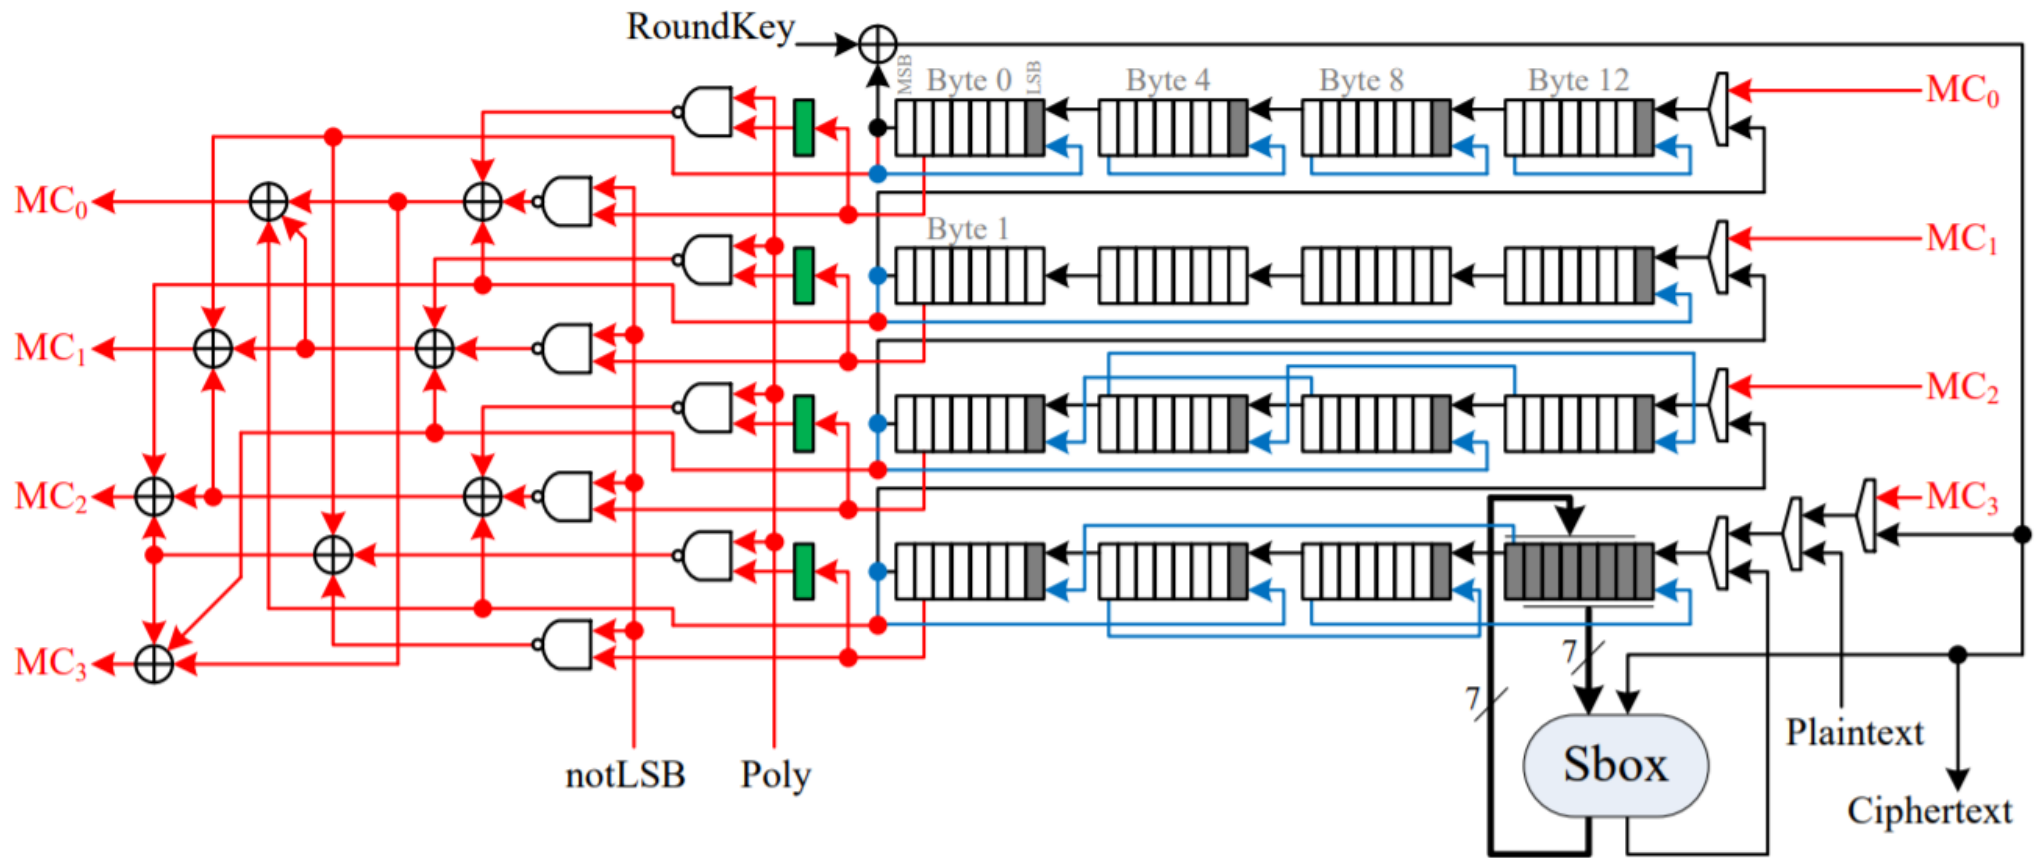 RoundKey
MSB
Byte 0
LSB
Byte 4
Byte 8
Byte 12
MC0
MC0
Byte 1
MC1
MC1
MC2
MC2
MC3
MC3
7
7
Sbox
Plaintext
Ciphertext
notLSB
Poly